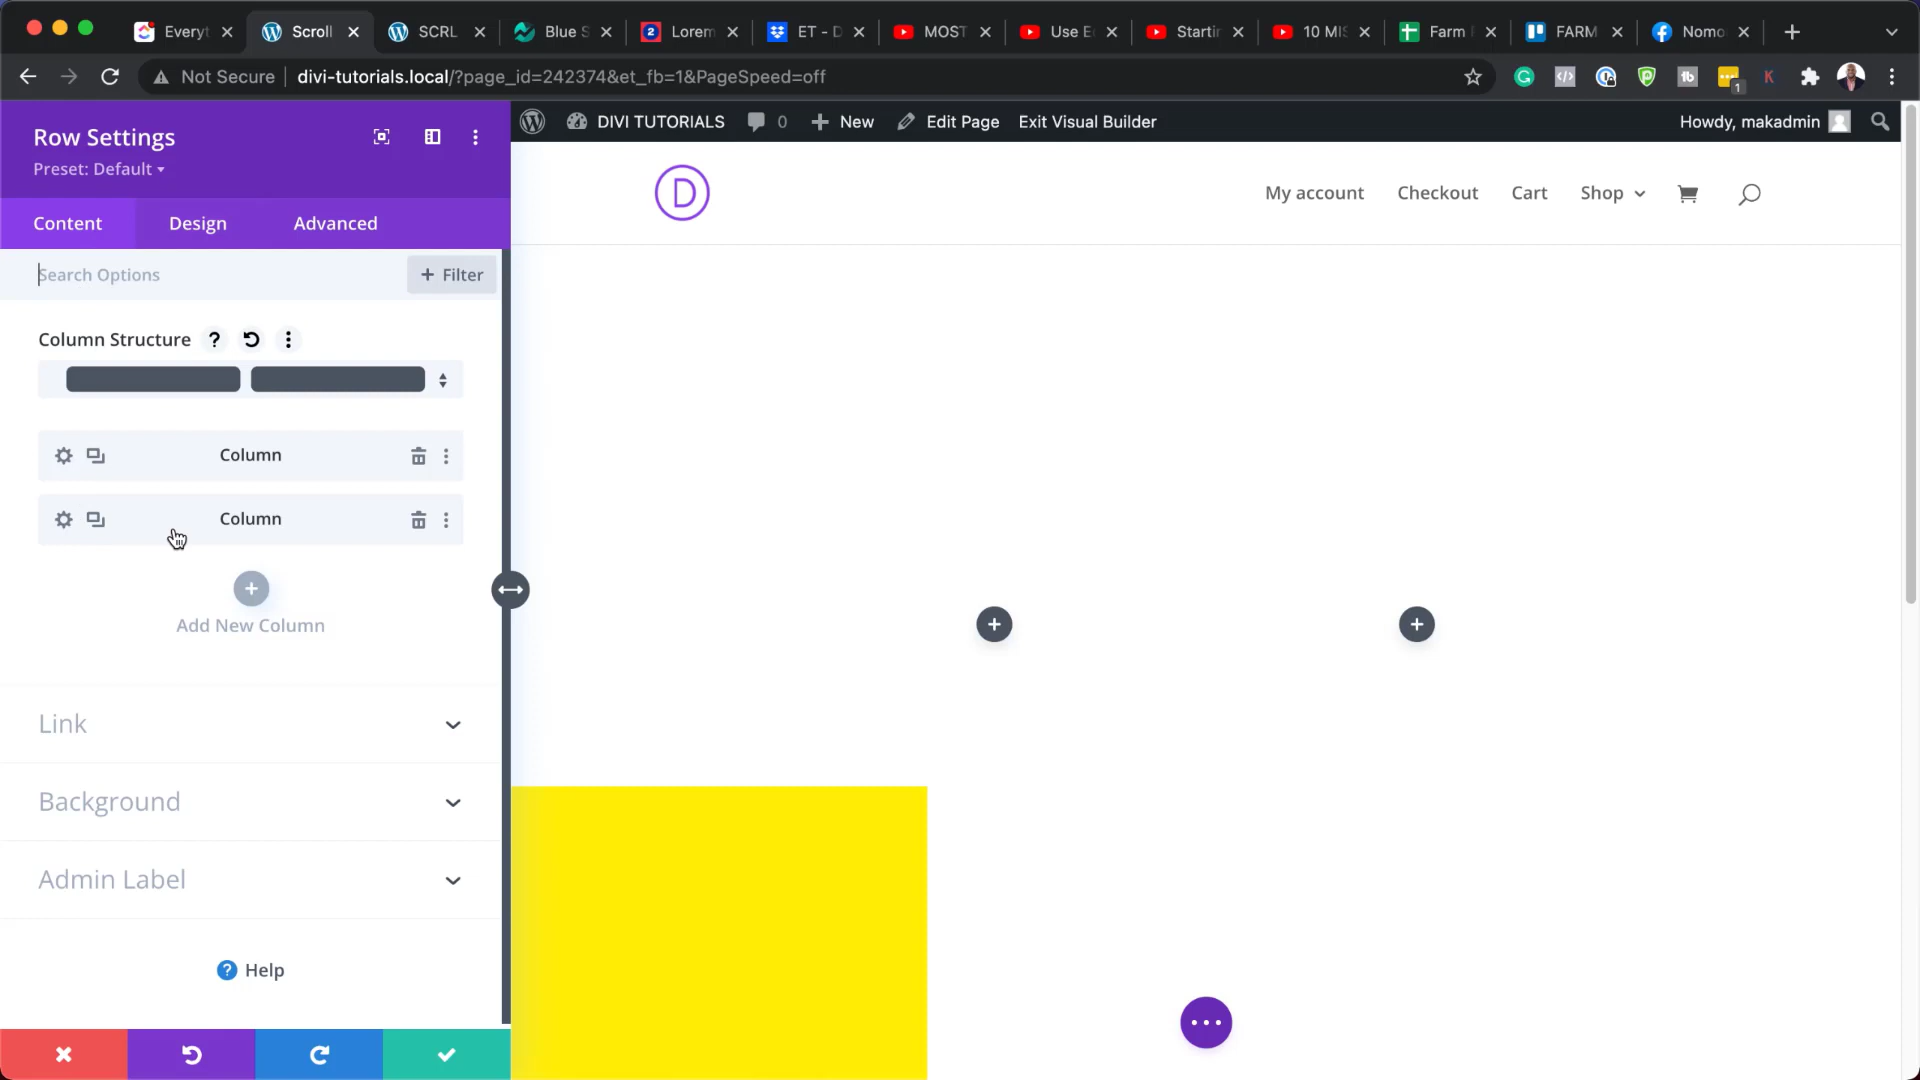 Everyt
Scroll
SCRL
Blue S
Lorem
ET - D
MOST
Use E
Startin
10 MIS
Farm
FARM
Nomo
Not Secure
divi-tutorials.local/?page_id=242374&et_fb=1&PageSpeed=off
1
DIVI TUTORIALS
0
New
Edit Page
Exit Visual Builder
Howdy, makadmin
Row Settings
Preset: Default
Content
Design
Advanced
Search Options
+ Filter
Column Structure
Column
Column
Add New Column
Link
Background
Admin Label
Help
D
My account
Checkout
Cart
Shop